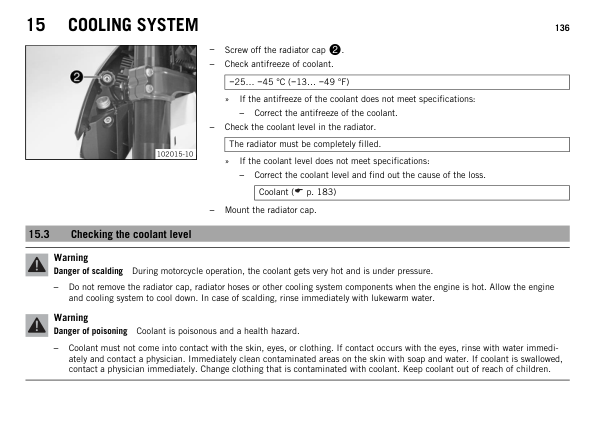 15 COOLING SYSTEM 136
2
102015-10
– Screw off the radiator cap 2.
– Check antifreeze of coolant.
−25… −45 °C (−13… −49 °F)
» If the antifreeze of the coolant does not meet specifications:
– Correct the antifreeze of the coolant.
– Check the coolant level in the radiator.
The radiator must be completely filled.
» If the coolant level does not meet specifications:
– Correct the coolant level and find out the cause of the loss.
Coolant (☛ p. 183)
– Mount the radiator cap.
15.3 Checking the coolant level
Warning
Danger of scalding During motorcycle operation, the coolant gets very hot and is under pressure.
– Do not remove the radiator cap, radiator hoses or other cooling system components when the engine is hot. Allow the engine
and cooling system to cool down. In case of scalding, rinse immediately with lukewarm water.
Warning
Danger of poisoning Coolant is poisonous and a health hazard.
– Coolant must not come into contact with the skin, eyes, or clothing. If contact occurs with the eyes, rinse with water immedi-
ately and contact a physician. Immediately clean contaminated areas on the skin with soap and water. If coolant is swallowed,
contact a physician immediately. Change clothing that is contaminated with coolant. Keep coolant out of reach of children.